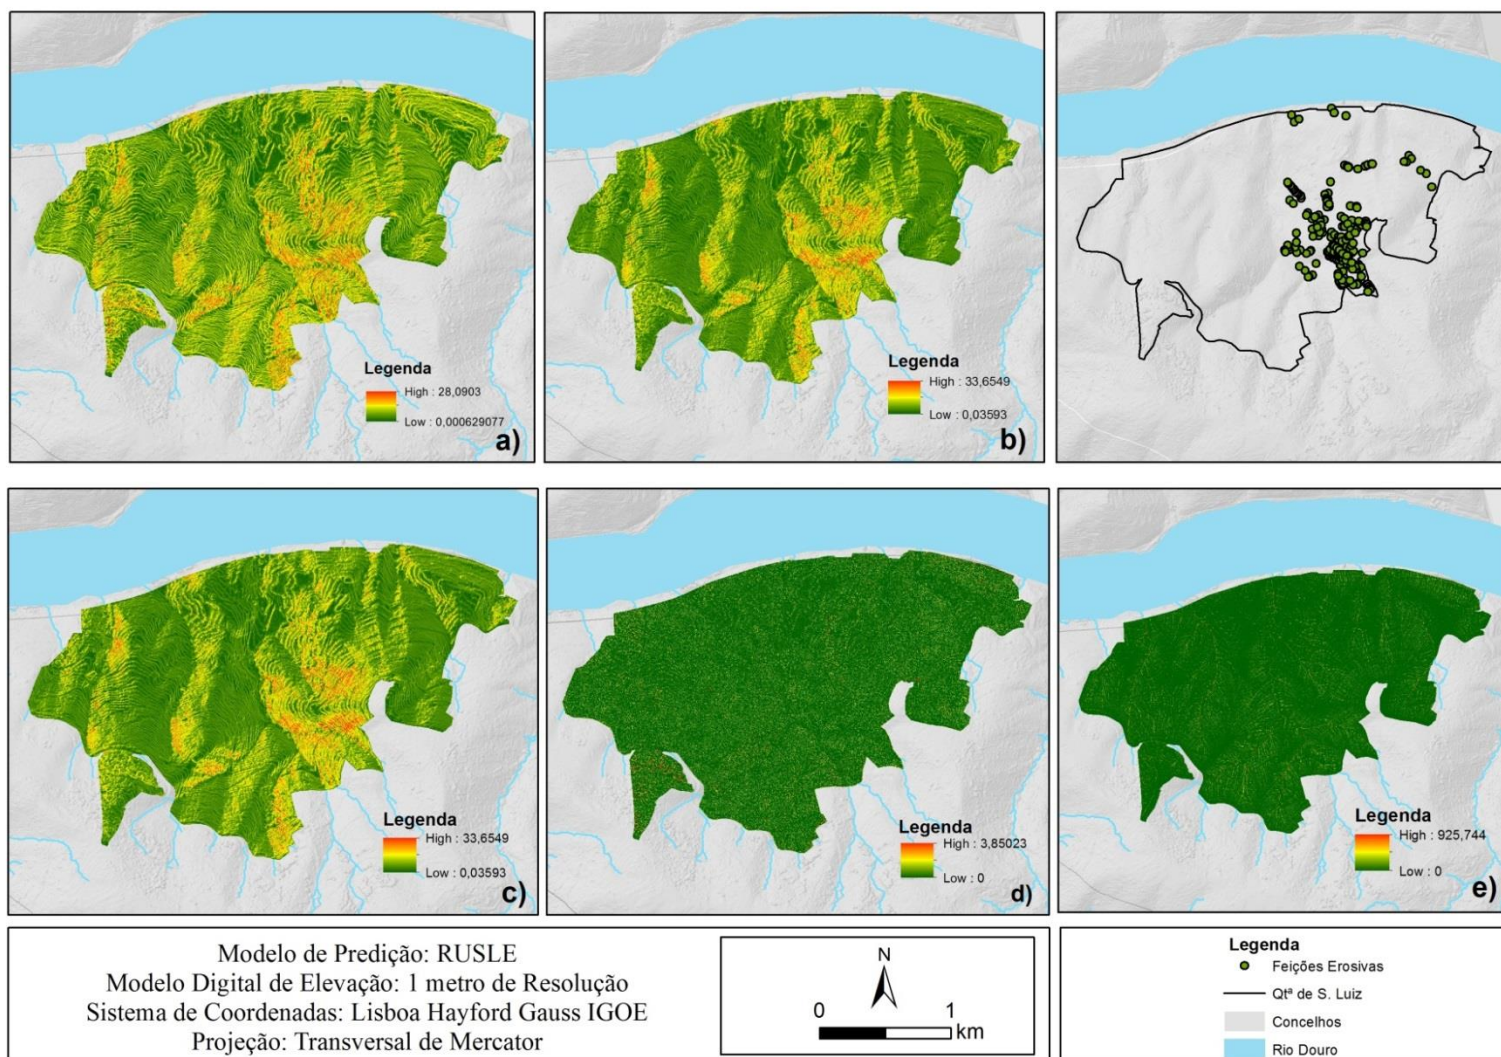 Legenda
High : 28,0903
Low : 0,000629077
a)
Legenda
High : 33,6549
Low : 0,03593
b)
Legenda
High : 33,6549
Low : 0,03593
c)
Legenda
High : 3,85023
Low : 0
d)
Legenda
High : 925,744
Low : 0
e)
Modelo de Predição: RUSLE
Modelo Digital de Elevação: 1 metro de Resolução
Sistema de Coordenadas: Lisboa Hayford Gauss IGOE
Projeção: Transversal de Mercator
N
0 1
km
Legenda
Feições Erosivas
Qtª de S. Luiz
Concelhos
Rio Douro